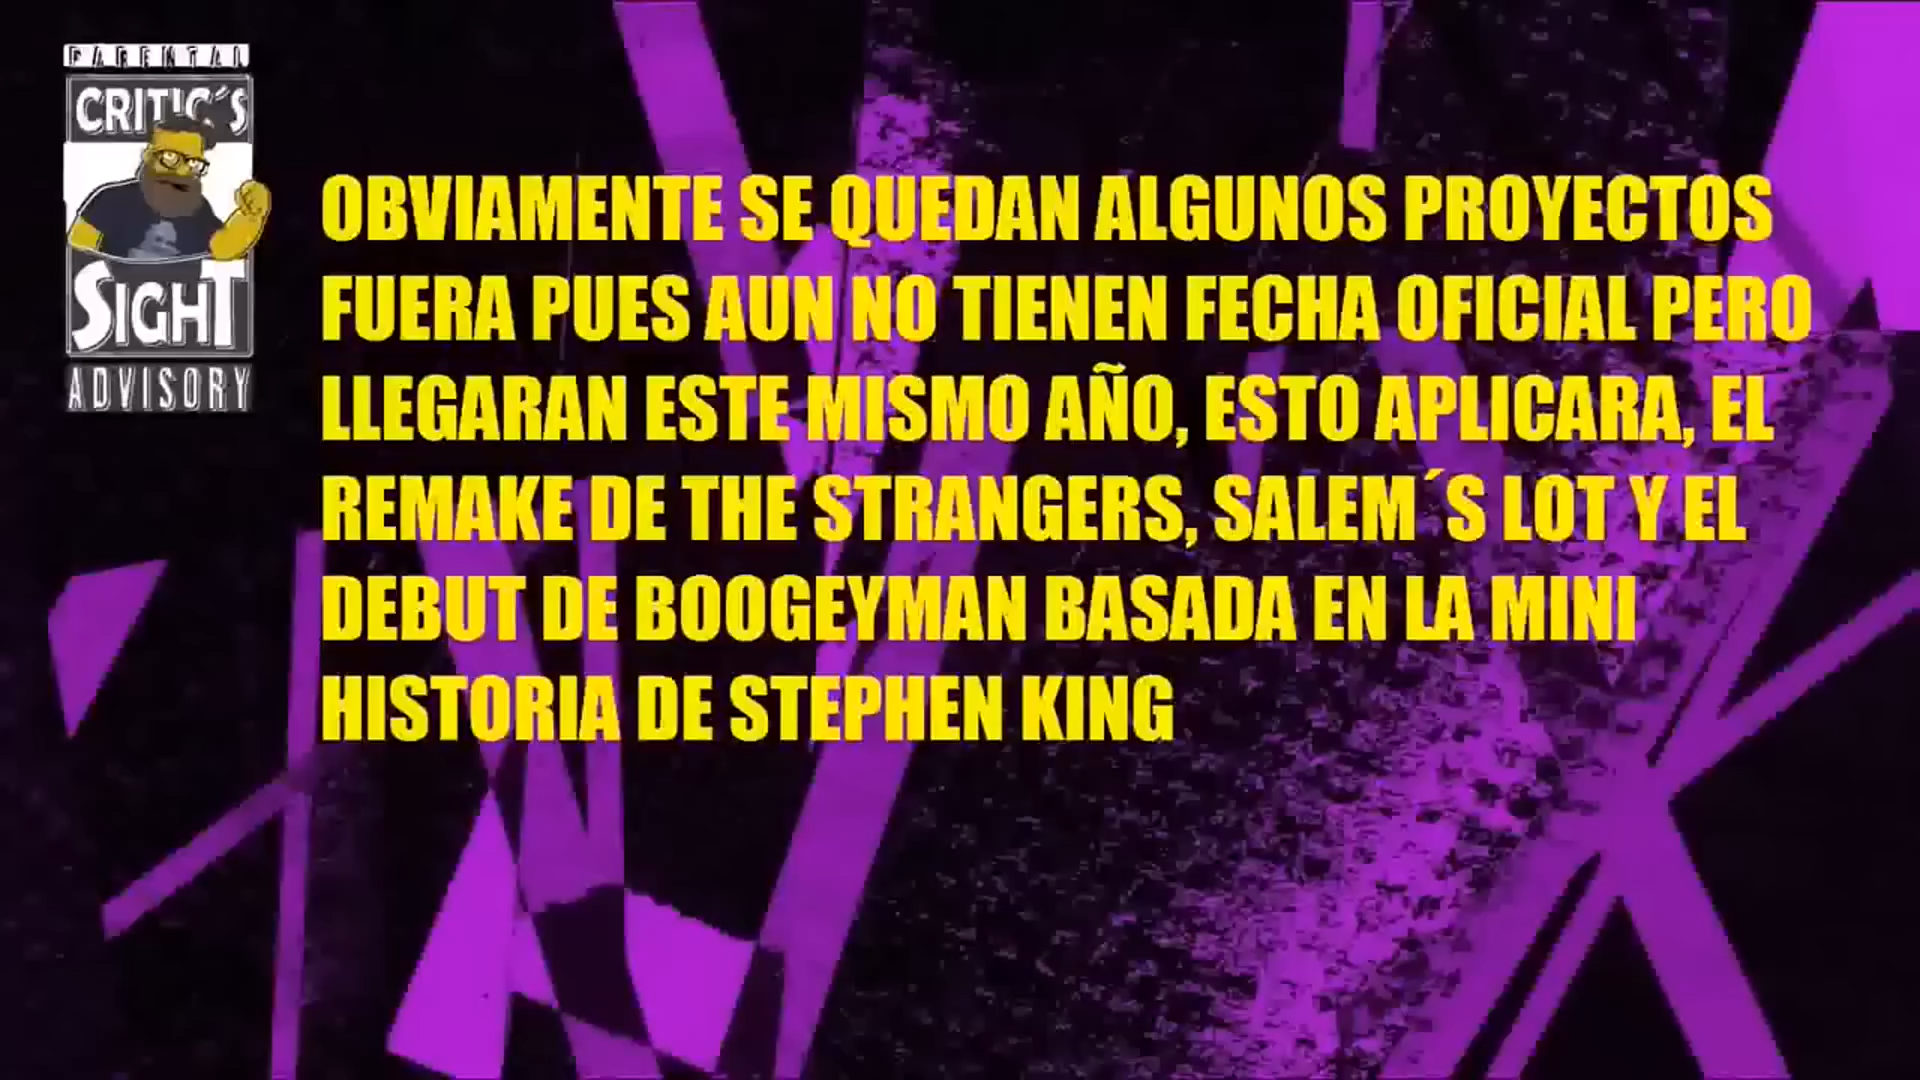 PARENTAL
CRITIC´S
SIGHT
ADVISORY
OBVIAMENTE SE QUEDAN ALGUNOS PROYECTOS
FUERA PUES AUN NO TIENEN FECHA OFICIAL PERO
LLEGARAN ESTE MISMO AÑO, ESTO APLICARA, EL
REMAKE DE THE STRANGERS, SALEM´S LOT Y EL
DEBUT DE BOOGEYMAN BASADA EN LA MINI
HISTORIA DE STEPHEN KING